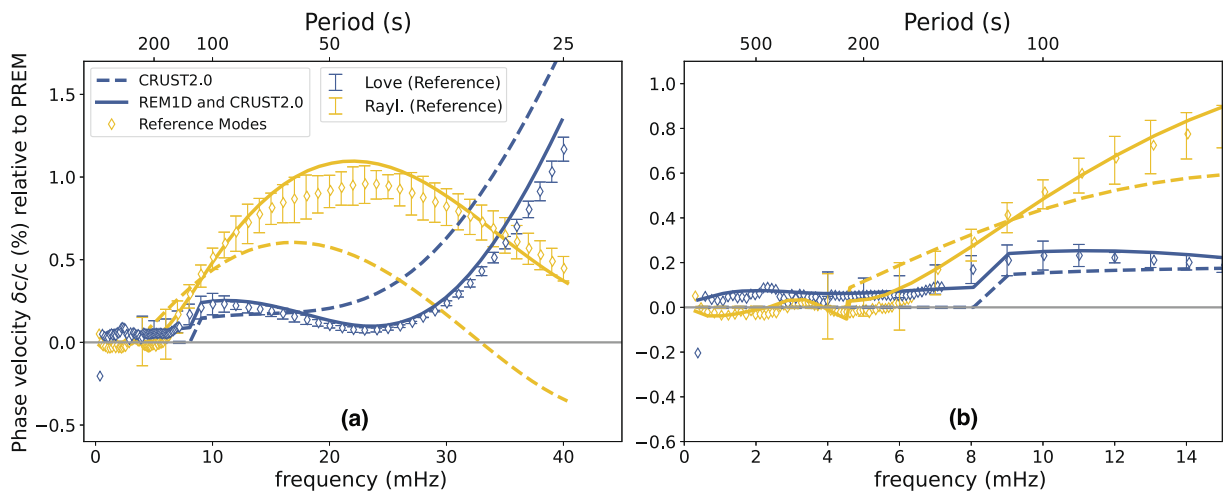 Period (s)
200 100 50 25
Phase velocity δc/c (%) relative to PREM
1.5
1.0
0.5
0.0
−0.5
CRUST2.0
REM1D and CRUST2.0
Reference Modes
Love (Reference)
Rayl. (Reference)
(a)
0 10 20 30 40
frequency (mHz)
Period (s)
500 200 100
1.0
0.8
0.6
0.4
0.2
0.0
−0.2
−0.4
−0.6
(b)
0 2 4 6 8 10 12 14
frequency (mHz)